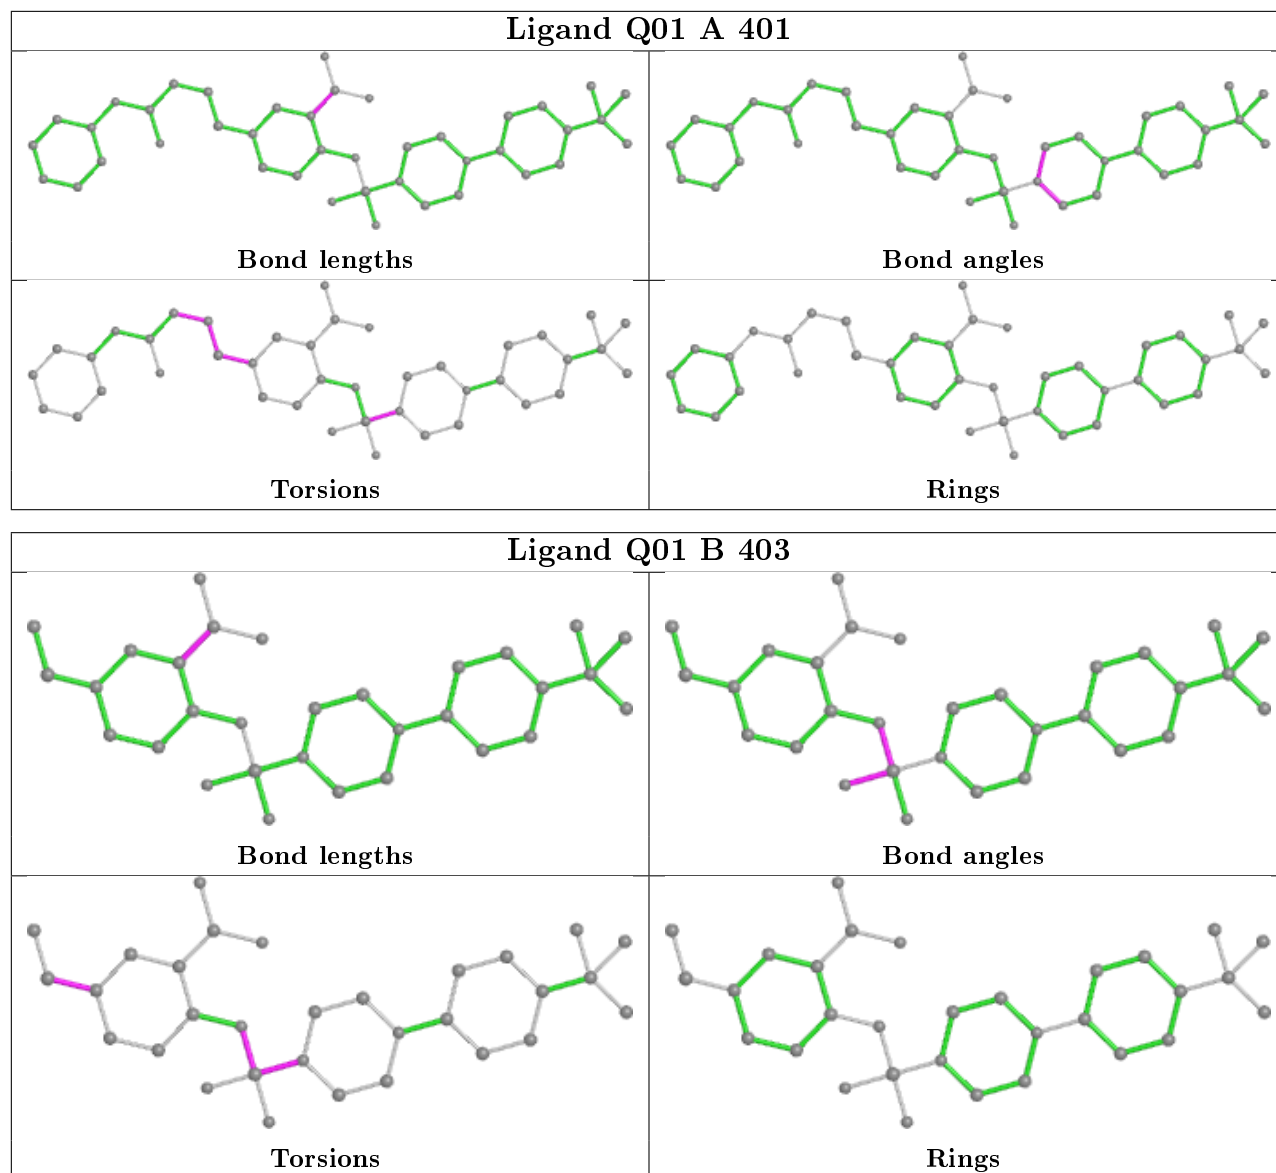 Ligand Q01 A 401
Bond lengths
Bond angles
Torsions
Rings
Ligand Q01 B 403
Bond lengths
Bond angles
Torsions
Rings